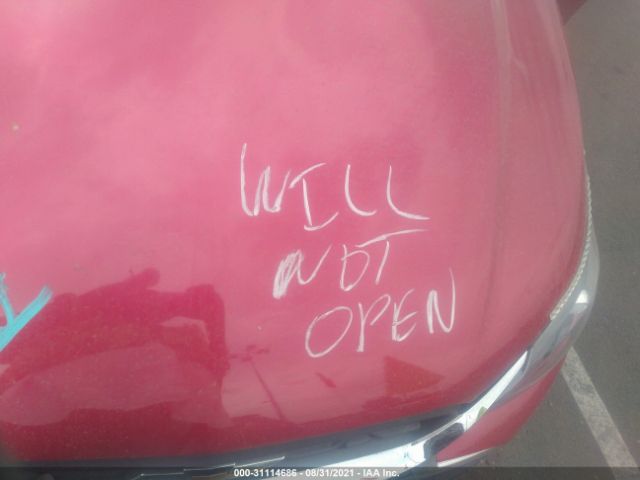 WILL
NOT
OPEN
000-31114686 - 08/31/2021 - IAA Inc.